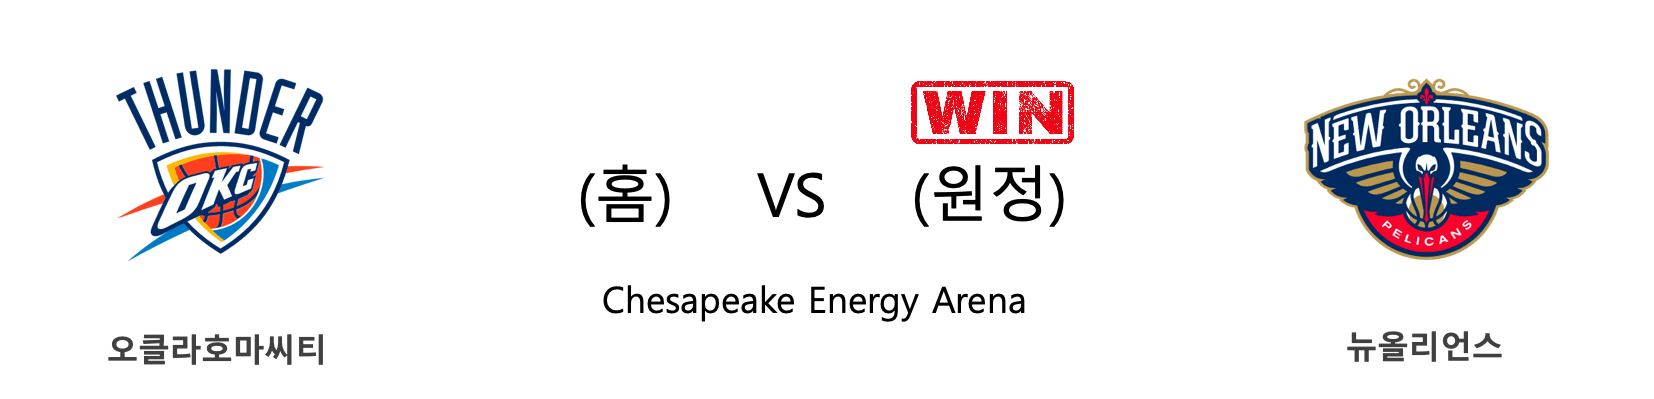 THUNDER
OKC
오클라호마씨티
(홈) VS (원정)
WIN
Chesapeake Energy Arena
NEW ORLEANS
PELICANS
뉴올리언스